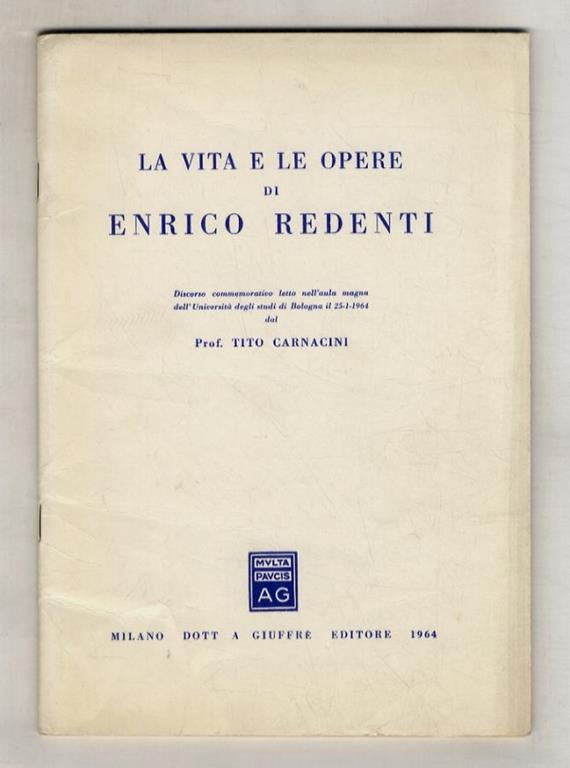 LA VITA E LE OPERE
DI
ENRICO REDENTI
Discorso commemorativo letto nell'aula magna
dell'Università degli studi di Bologna il 25-1-1964
dal
Prof. TITO CARNACINI
MVLTA
PAVCIS
AG
MILANO DOTT A GIUFFRÈ EDITORE 1964